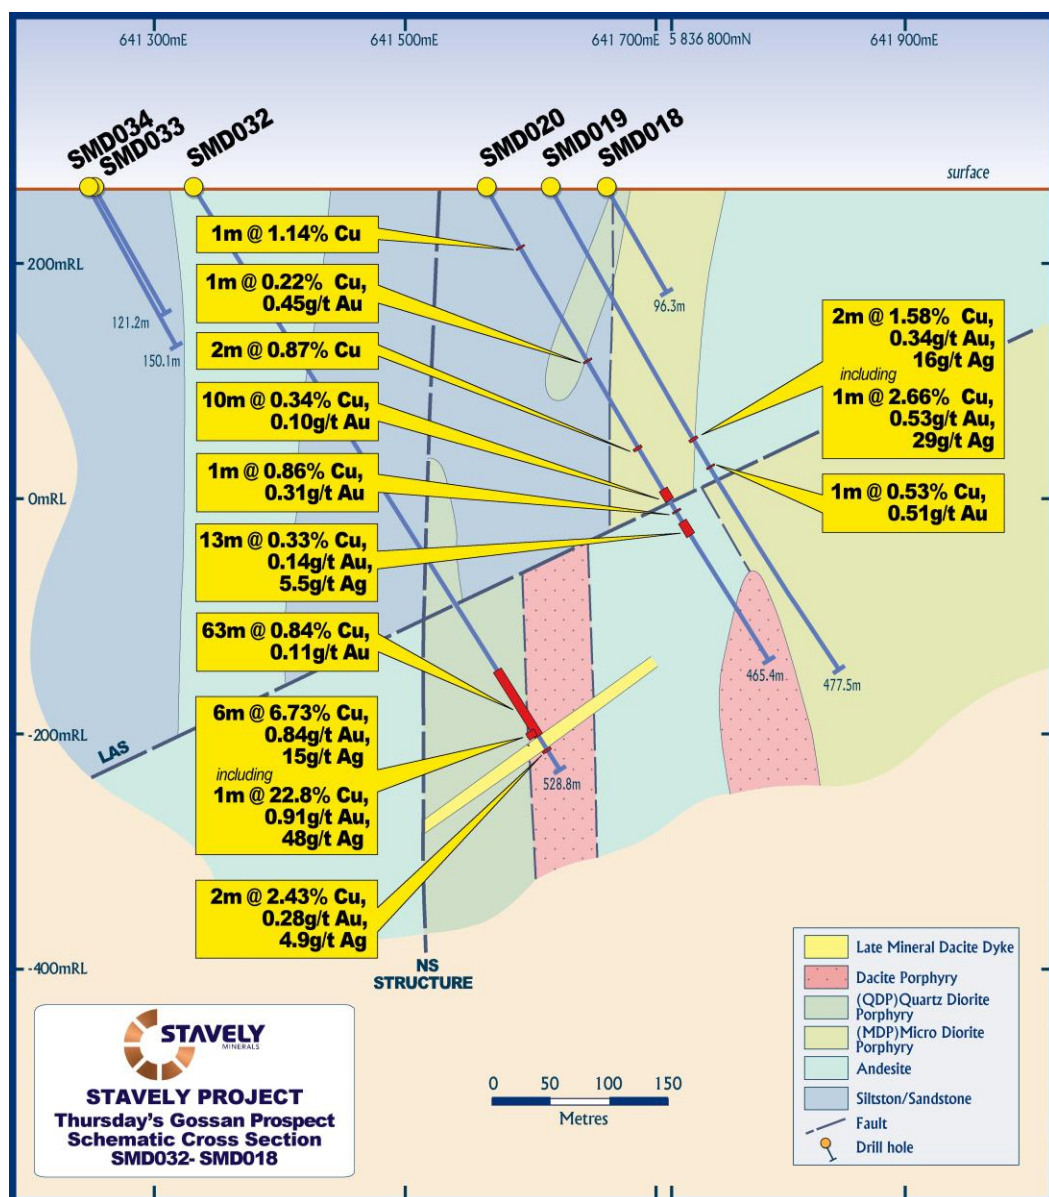 641 300mE
641 500mE
641 700mE
5 836 800mN
641 900mE
SMD034
SMD033
SMD032
SMD020
SMD019
SMD018
surface
200mRL
0mRL
-200mRL
-400mRL
1m @ 1.14% Cu
1m @ 0.22% Cu,
0.45g/t Au
2m @ 0.87% Cu
10m @ 0.34% Cu,
0.10g/t Au
1m @ 0.86% Cu,
0.31g/t Au
13m @ 0.33% Cu,
0.14g/t Au,
5.5g/t Ag
63m @ 0.84% Cu,
0.11g/t Au
6m @ 6.73% Cu,
0.84g/t Au,
15g/t Ag
including
1m @ 22.8% Cu,
0.91g/t Au,
48g/t Ag
2m @ 2.43% Cu,
0.28g/t Au,
4.9g/t Ag
2m @ 1.58% Cu,
0.34g/t Au,
16g/t Ag
including
1m @ 2.66% Cu,
0.53g/t Au,
29g/t Ag
1m @ 0.53% Cu,
0.51g/t Au
121.2m
150.1m
96.3m
465.4m
477.5m
528.8m
LAS
NS
STRUCTURE
STAVELY
MINERALS
STAVELY PROJECT
Thursday's Gossan Prospect
Schematic Cross Section
SMD032- SMD018
0 50 100 150
Metres
Late Mineral Dacite Dyke
Dacite Porphyry
(QDP)Quartz Diorite
Porphyry
(MDP)Micro Diorite
Porphyry
Andesite
Siltston/Sandstone
Fault
Drill hole